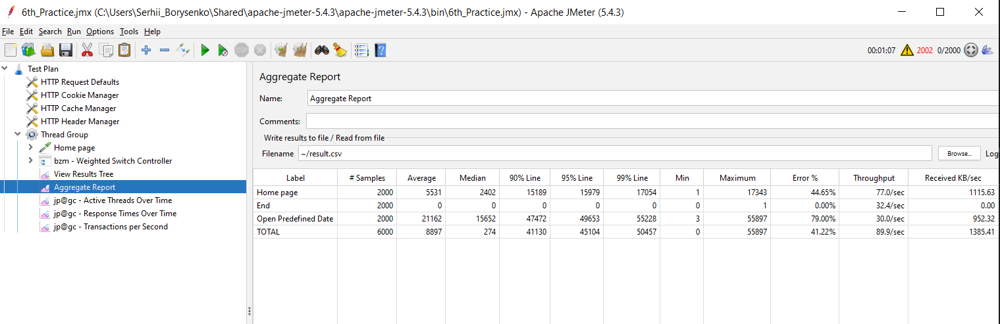 6th_Practice.jmx (C:\Users\Serhii_Borysenko\Shared\apache-jmeter-5.4.3\apache-jmeter-5.4.3\bin\6th_Practice.jmx) - Apache JMeter (5.4.3)
File Edit Search Run Options Tools Help
STOP 00:01:07 2002 0/2000
Test Plan
HTTP Request Defaults
HTTP Cookie Manager
HTTP Cache Manager
HTTP Header Manager
Thread Group
Home page
bzm - Weighted Switch Controller
View Results Tree
Aggregate Report
jp@gc - Active Threads Over Time
jp@gc - Response Times Over Time
jp@gc - Transactions per Second
Aggregate Report
Name: Aggregate Report
Comments:
Write results to file / Read from file
Filename ~/result.csv Browse... Log
Label # Samples Average Median 90% Line 95% Line 99% Line Min Maximum Error % Throughput Received KB/sec
Home page 2000 5531 2402 15189 15979 17054 1 17343 44.65% 77.0/sec 1115.63
End 2000 0 0 0 0 0 0 1 0.00% 32.4/sec 0.00
Open Predefined Date 2000 21162 15652 47472 49653 55228 3 55897 79.00% 30.0/sec 952.32
TOTAL 6000 8897 274 41130 45104 50457 0 55897 41.22% 89.9/sec 1385.41